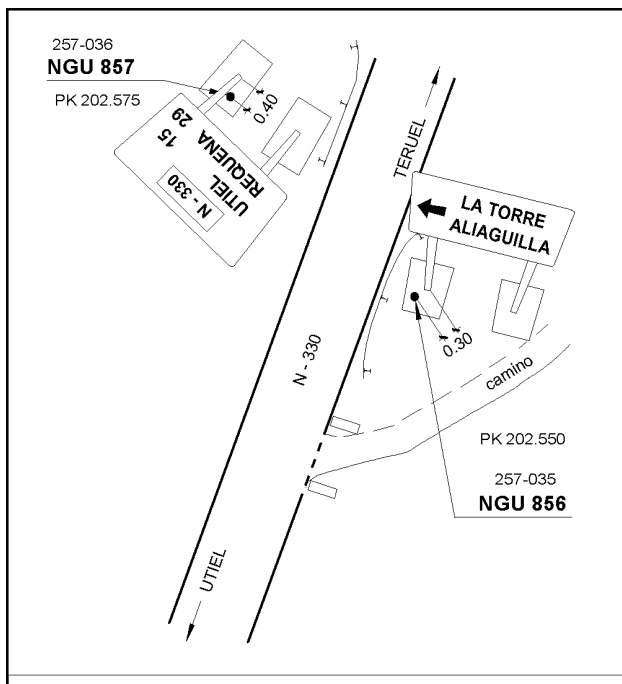 257-036
NGU 857
PK 202.575
0.40
UTIEL 15
REQUENA 29
N - 330
TERUEL
LA TORRE
ALIAGUILLA
0.30
N - 330
camino
PK 202.550
257-035
NGU 856
UTIEL